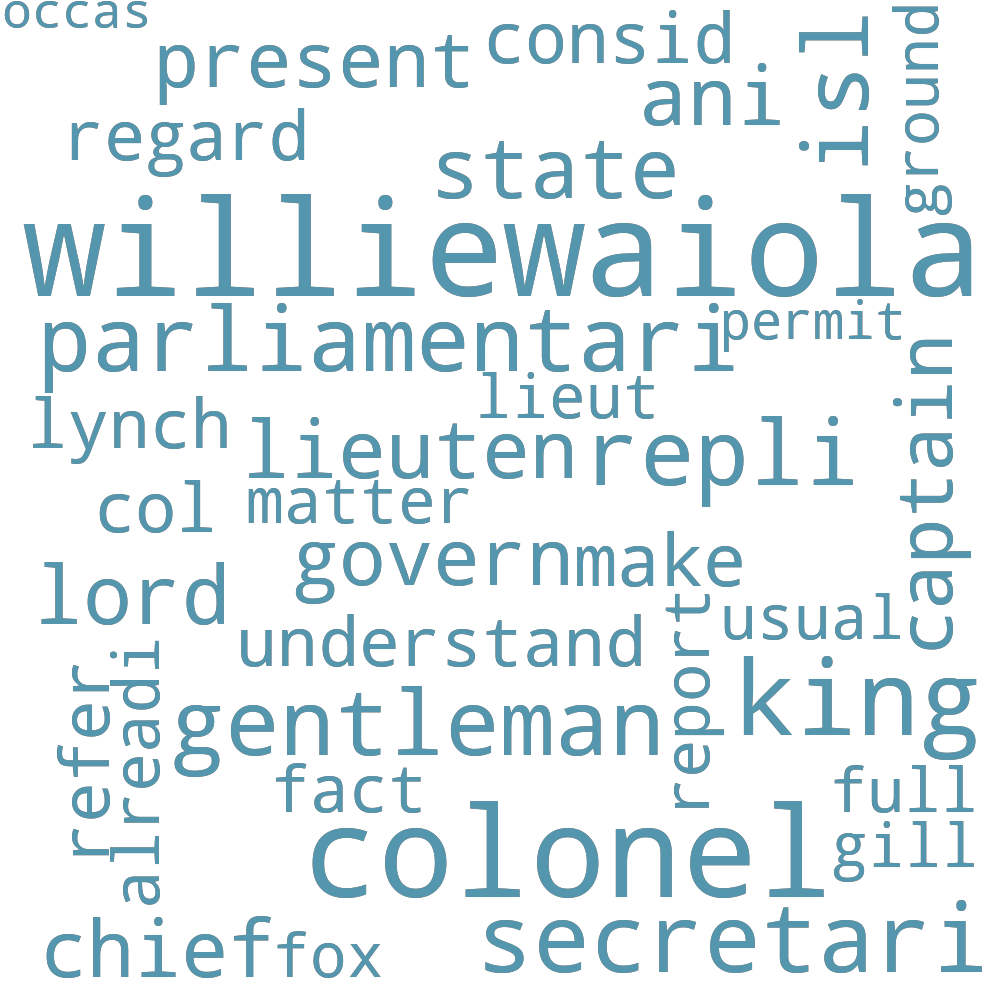 occas
present
consid
ani
isl
ground
regard
state
williewaiola
parliamentari
permit
captain
lieut
lynch
lieuten
repli
col
matter
govern
make
lord
understand
report
usual
refer
alreadi
gentleman
king
fact
full
colonel
gill
chief
fox
secretari